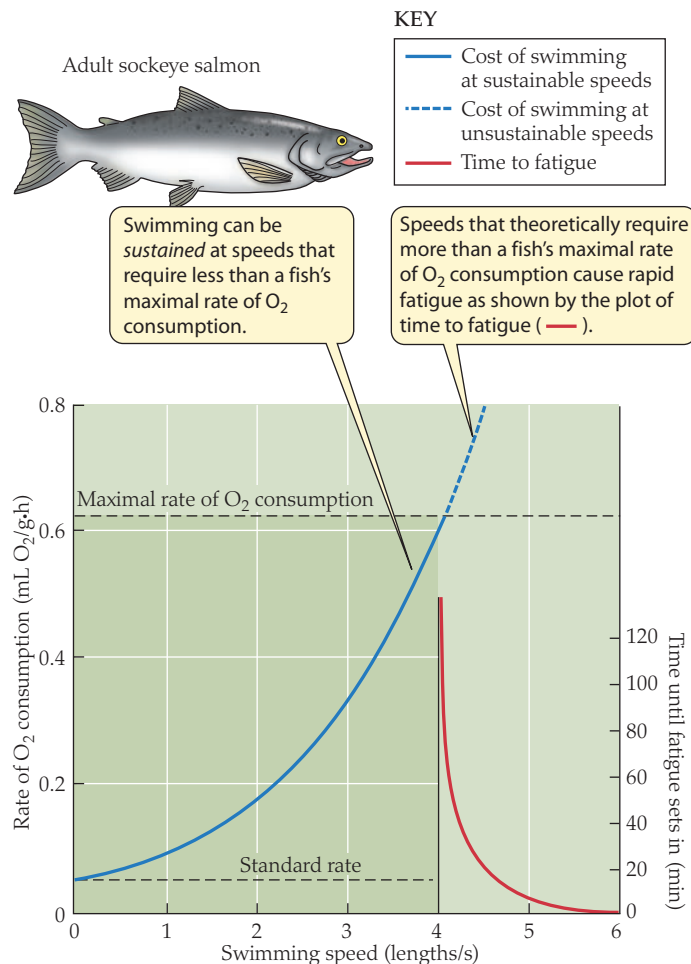 KEY
Adult sockeye salmon
Cost of swimming
at sustainable speeds
Cost of swimming at
unsustainable speeds
Time to fatigue
Swimming can be
sustained at speeds that
require less than a fish’s
maximal rate of O₂
consumption.
Speeds that theoretically require
more than a fish’s maximal rate
of O₂ consumption cause rapid
fatigue as shown by the plot of
time to fatigue ( — ).
Rate of O₂ consumption (mL O₂/g•h)
0.8
0.6
0.4
0.2
0
Maximal rate of O₂ consumption
Standard rate
120
100
80
60
40
20
0
Time until fatigue sets in (min)
0 1 2 3 4 5 6
Swimming speed (lengths/s)